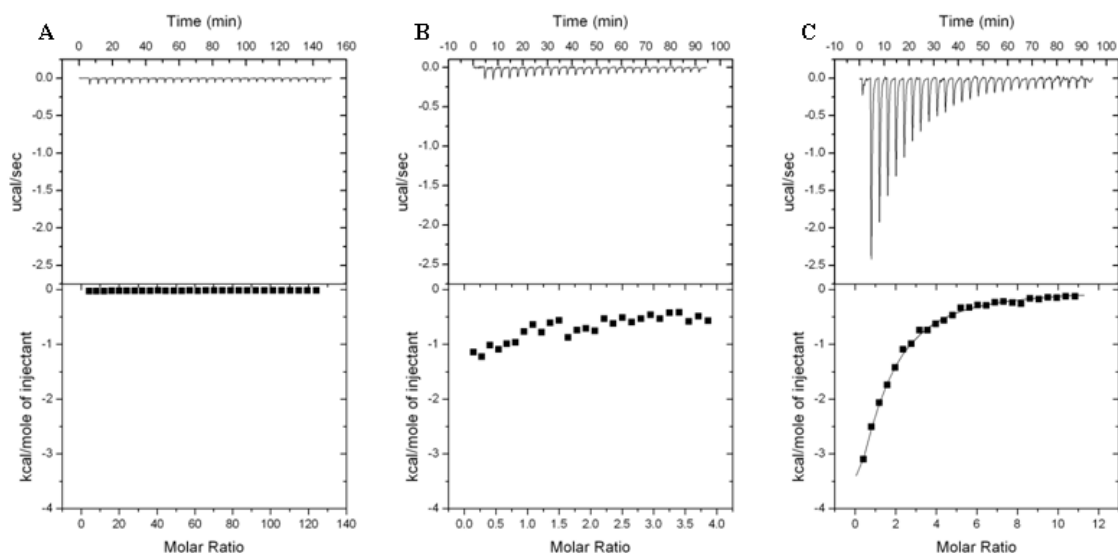 A
Time (min)
0 20 40 60 80 100 120 140 160
0.0
-0.5
-1.0
-1.5
-2.0
-2.5
ucal/sec
0
-1
-2
-3
-4
kcal/mole of injectant
0 20 40 60 80 100 120 140
Molar Ratio
B
Time (min)
-10 0 10 20 30 40 50 60 70 80 90 100
0.0
-0.5
-1.0
-1.5
-2.0
-2.5
ucal/sec
0
-1
-2
-3
-4
kcal/mole of injectant
0.0 0.5 1.0 1.5 2.0 2.5 3.0 3.5 4.0
Molar Ratio
C
Time (min)
-10 0 10 20 30 40 50 60 70 80 90 100
0.0
-0.5
-1.0
-1.5
-2.0
-2.5
ucal/sec
0
-1
-2
-3
-4
kcal/mole of injectant
0 2 4 6 8 10 12
Molar Ratio